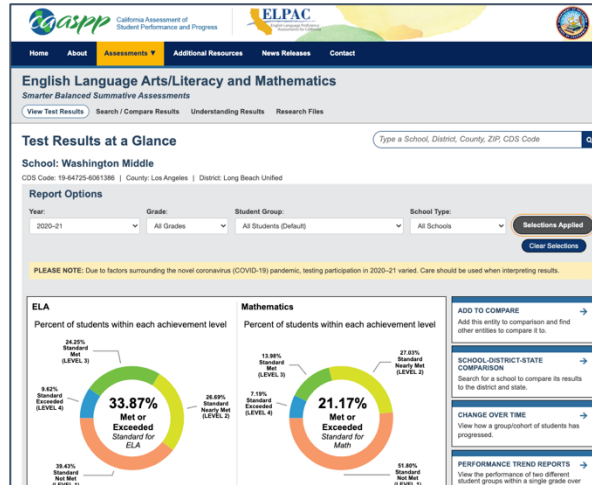 caaspp
California Assessment of
Student Performance and Progress
ELPAC
English Language Proficiency
Assessments for California
Home About Assessments ▼ Additional Resources News Releases Contact
English Language Arts/Literacy and Mathematics
Smarter Balanced Summative Assessments
View Test Results Search / Compare Results Understanding Results Research Files
Test Results at a Glance
Type a School, District, County, ZIP, CDS Code
School: Washington Middle
CDS Code: 19-64725-6061386 | County: Los Angeles | District: Long Beach Unified
Report Options
Year: Grade: Student Group: School Type:
2020–21 All Grades All Students (Default) All Schools Selections Applied
Clear Selections
PLEASE NOTE: Due to factors surrounding the novel coronavirus (COVID-19) pandemic, testing participation in 2020–21 varied. Care should be used when interpreting results.
ELA
Percent of students within each achievement level
24.25%
Standard
Met
(LEVEL 3)
9.62%
Standard
Exceeded
(LEVEL 4)
33.87%
Met or
Exceeded
Standard for
ELA
26.69%
Standard
Nearly Met
(LEVEL 2)
39.43%
Standard
Not Met
(LEVEL 1)
Mathematics
Percent of students within each achievement level
13.98%
Standard
Met
(LEVEL 3)
27.03%
Standard
Nearly Met
(LEVEL 2)
7.19%
Standard
Exceeded
(LEVEL 4)
21.17%
Met or
Exceeded
Standard for
Math
51.80%
Standard
Not Met
(LEVEL 1)
ADD TO COMPARE →
Add this entity to comparison and find
other entities to compare it to.
SCHOOL-DISTRICT-STATE →
COMPARISON
Search for a school to compare its results
to the district and state.
CHANGE OVER TIME →
View how a group/cohort of students has
progressed.
PERFORMANCE TREND REPORTS →
View the performance of two different
student groups within a single grade over